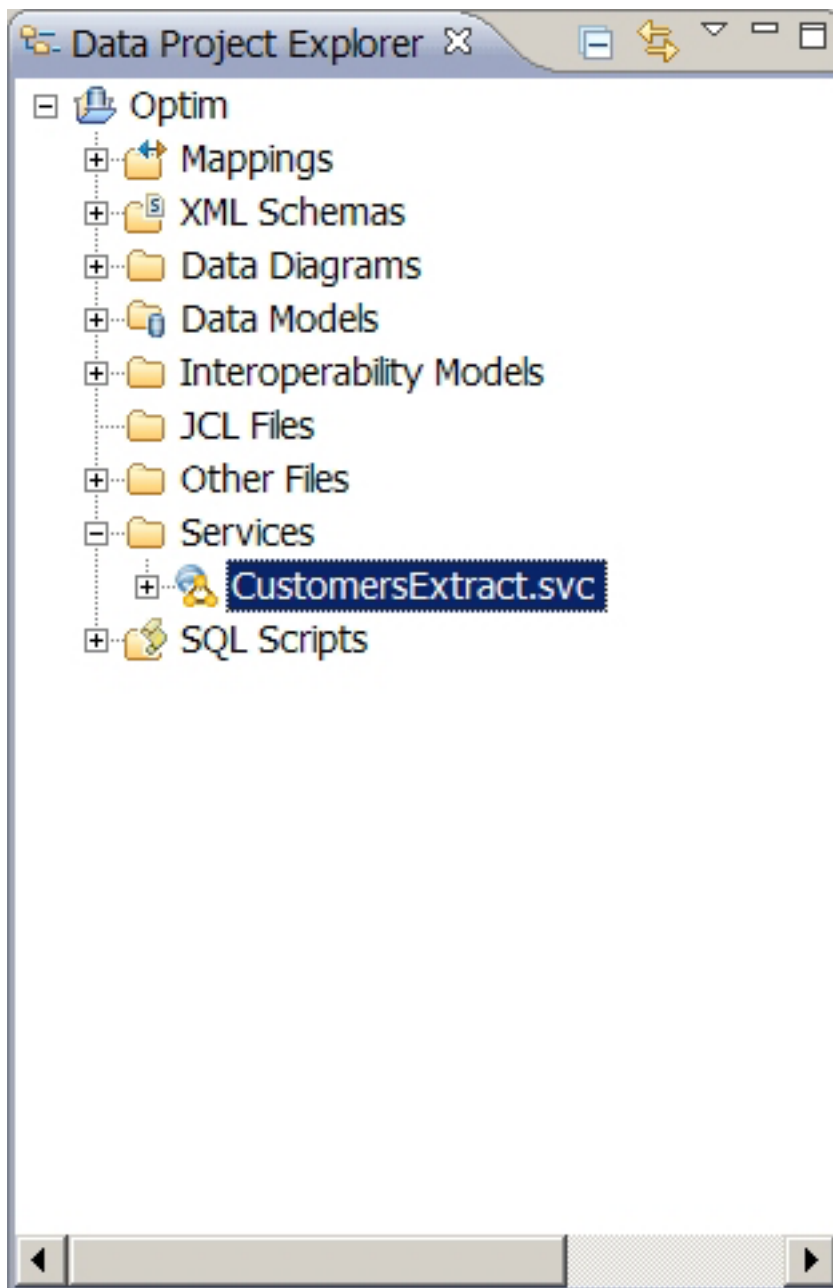 Data Project Explorer
Optim
Mappings
XML Schemas
Data Diagrams
Data Models
Interoperability Models
JCL Files
Other Files
Services
CustomersExtract.svc
SQL Scripts